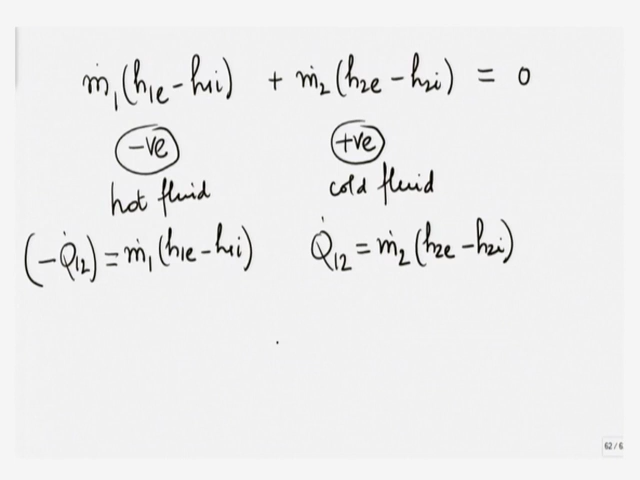 ṁ₁(h₁e − h₁i) + ṁ₂(h₂e − h₂i) = 0
−ve +ve
hot fluid cold fluid
(−Q̇₁₂) = ṁ₁(h₁e − h₁i) Q̇₁₂ = ṁ₂(h₂e − h₂i)
62/6